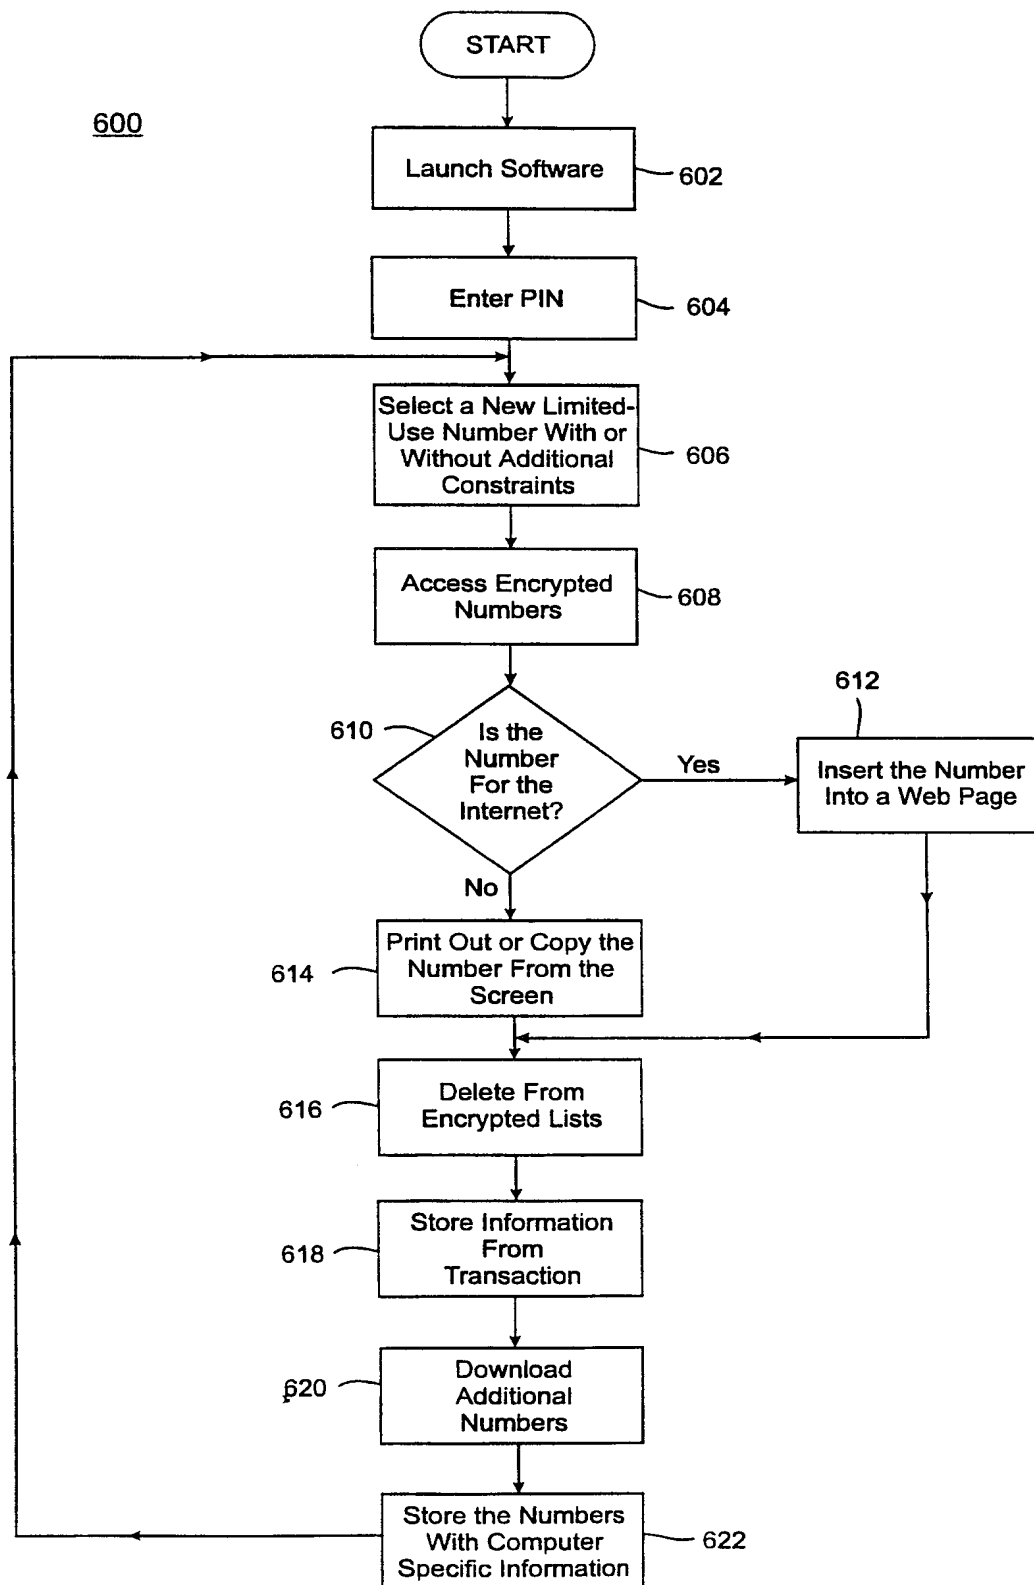 START
600
Launch Software
602
Enter PIN
604
Select a New Limited-
Use Number With or
Without Additional
Constraints
606
Access Encrypted
Numbers
608
610
Is the
Number
For the
Internet?
Yes
612
Insert the Number
Into a Web Page
No
614
Print Out or Copy the
Number From the
Screen
616
Delete From
Encrypted Lists
618
Store Information
From
Transaction
620
Download
Additional
Numbers
Store the Numbers
With Computer
Specific Information
622